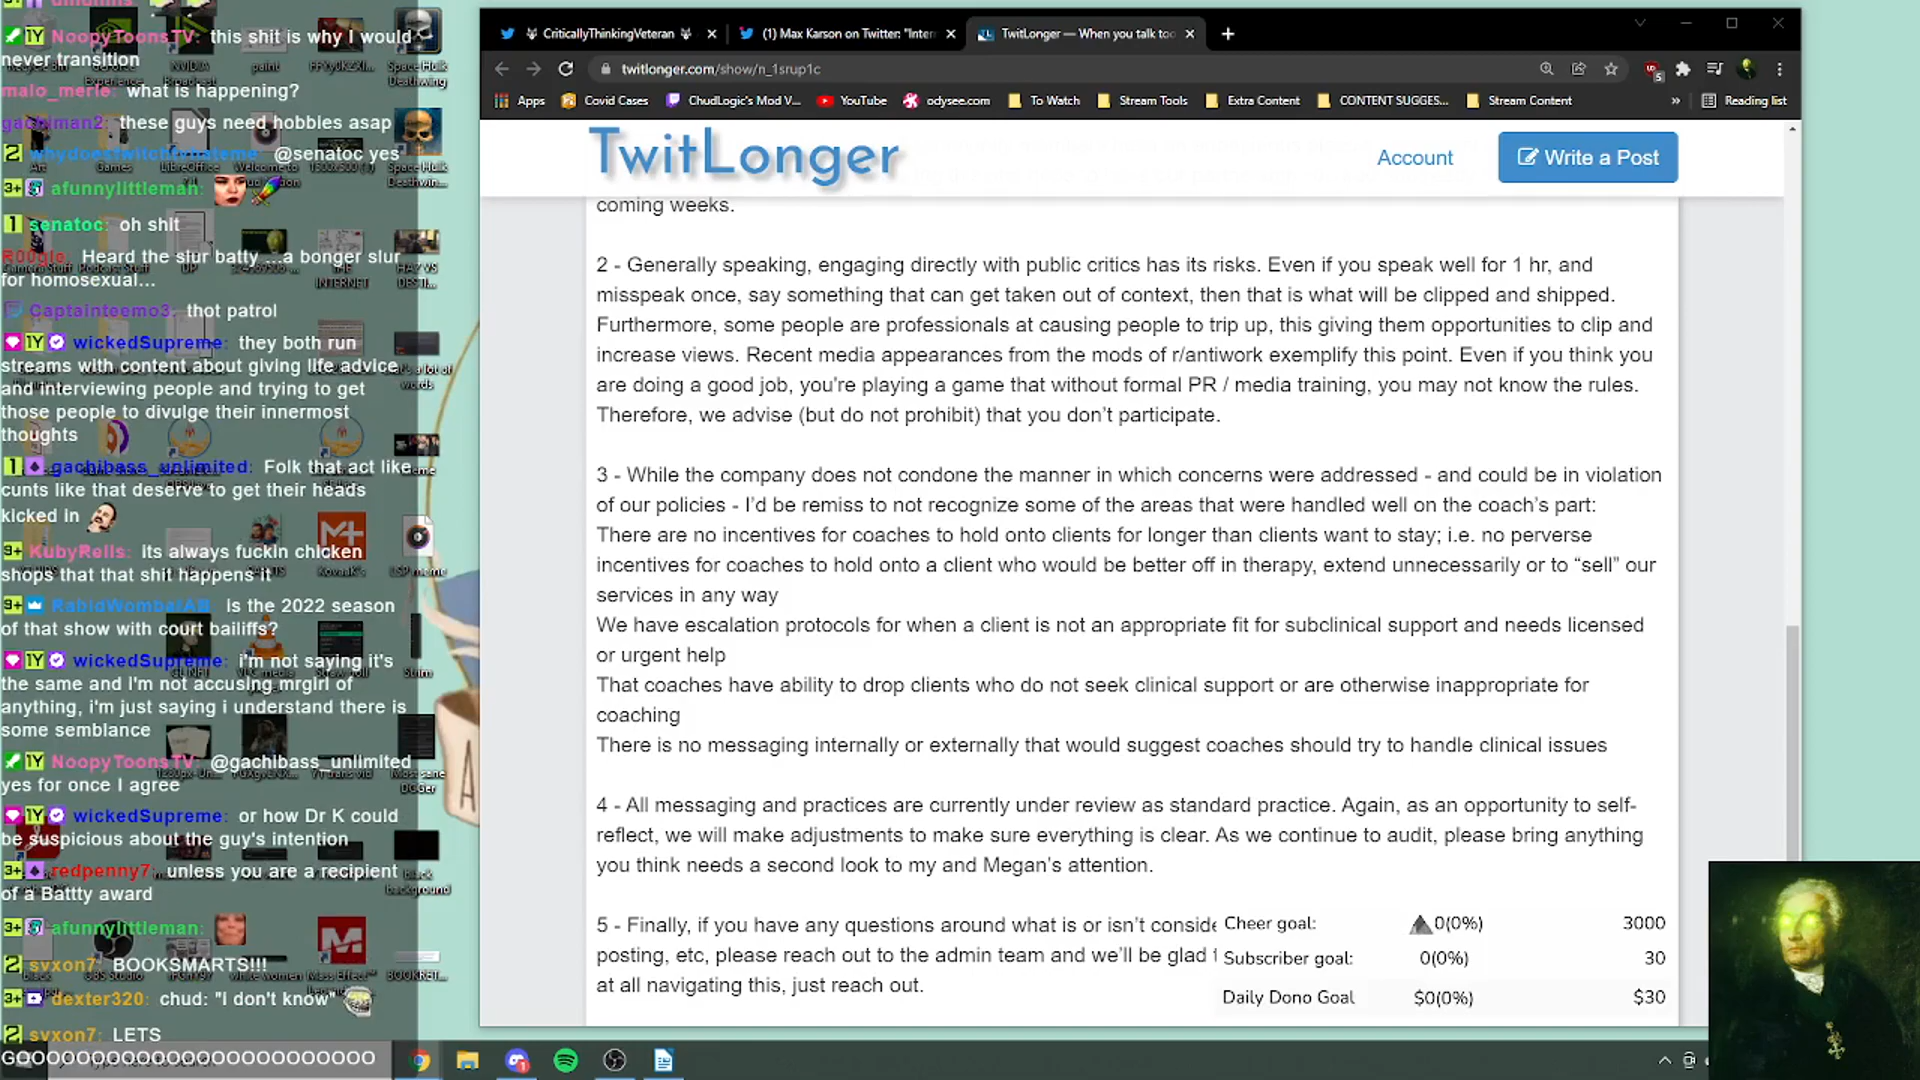 NoopyToonsTV: this shit is why I would
never transition
malo_merle: what is happening?
gachiman2: these guys need hobbies asap
whydoestwitchyhateme: @senatoc yes
afunnylittleman:
senatoc: oh shit
R00gle: Heard the slur batty ...a bonger slur
for homosexual...
Captainteemo3: thot patrol
wickedSupreme: they both run
streams with content about giving life advice
and interviewing people and trying to get
those people to divulge their innermost
thoughts
gachibass_unlimited: Folk that act like
cunts like that deserve to get their heads
kicked in
KubyRells: its always fuckin chicken
shops that that shit happens it
RabidWombatAB: Is the 2022 season
of that show with court bailiffs?
wickedSupreme: i'm not saying it's
the same and I'm not accusing mrgirl of
anything, i'm just saying i understand there is
some semblance
NoopyToonsTV: @gachibass_unlimited
yes for once I agree
wickedSupreme: or how Dr K could
be suspicious about the guy's intention
redpenny7: unless you are a recipient
of a Battty award
afunnylittleman:
svxon7: BOOKSMARTS!!!
dexter320: chud: "I don't know"
svxon7: LETS
GOOOOOOOOOOOOOOOOOOOOOOO
CriticallyThinkingVeteran
(1) Max Karson on Twitter: "Inter
TwitLonger — When you talk too
twitlonger.com/show/n_1srup1c
Apps
Covid Cases
ChudLogic's Mod V...
YouTube
odysee.com
To Watch
Stream Tools
Extra Content
CONTENT SUGGES...
Stream Content
»
Reading list
TwitLonger
Account
Write a Post
coming weeks.
2 - Generally speaking, engaging directly with public critics has its risks. Even if you speak well for 1 hr, and
misspeak once, say something that can get taken out of context, then that is what will be clipped and shipped.
Furthermore, some people are professionals at causing people to trip up, this giving them opportunities to clip and
increase views. Recent media appearances from the mods of r/antiwork exemplify this point. Even if you think you
are doing a good job, you're playing a game that without formal PR / media training, you may not know the rules.
Therefore, we advise (but do not prohibit) that you don't participate.
3 - While the company does not condone the manner in which concerns were addressed - and could be in violation
of our policies - I'd be remiss to not recognize some of the areas that were handled well on the coach's part:
There are no incentives for coaches to hold onto clients for longer than clients want to stay; i.e. no perverse
incentives for coaches to hold onto a client who would be better off in therapy, extend unnecessarily or to “sell” our
services in any way
We have escalation protocols for when a client is not an appropriate fit for subclinical support and needs licensed
or urgent help
That coaches have ability to drop clients who do not seek clinical support or are otherwise inappropriate for
coaching
There is no messaging internally or externally that would suggest coaches should try to handle clinical issues
4 - All messaging and practices are currently under review as standard practice. Again, as an opportunity to self-
reflect, we will make adjustments to make sure everything is clear. As we continue to audit, please bring anything
you think needs a second look to my and Megan's attention.
5 - Finally, if you have any questions around what is or isn't conside
posting, etc, please reach out to the admin team and we'll be glad t
at all navigating this, just reach out.
Cheer goal: 0(0%) 3000
Subscriber goal: 0(0%) 30
Daily Dono Goal $0(0%) $30